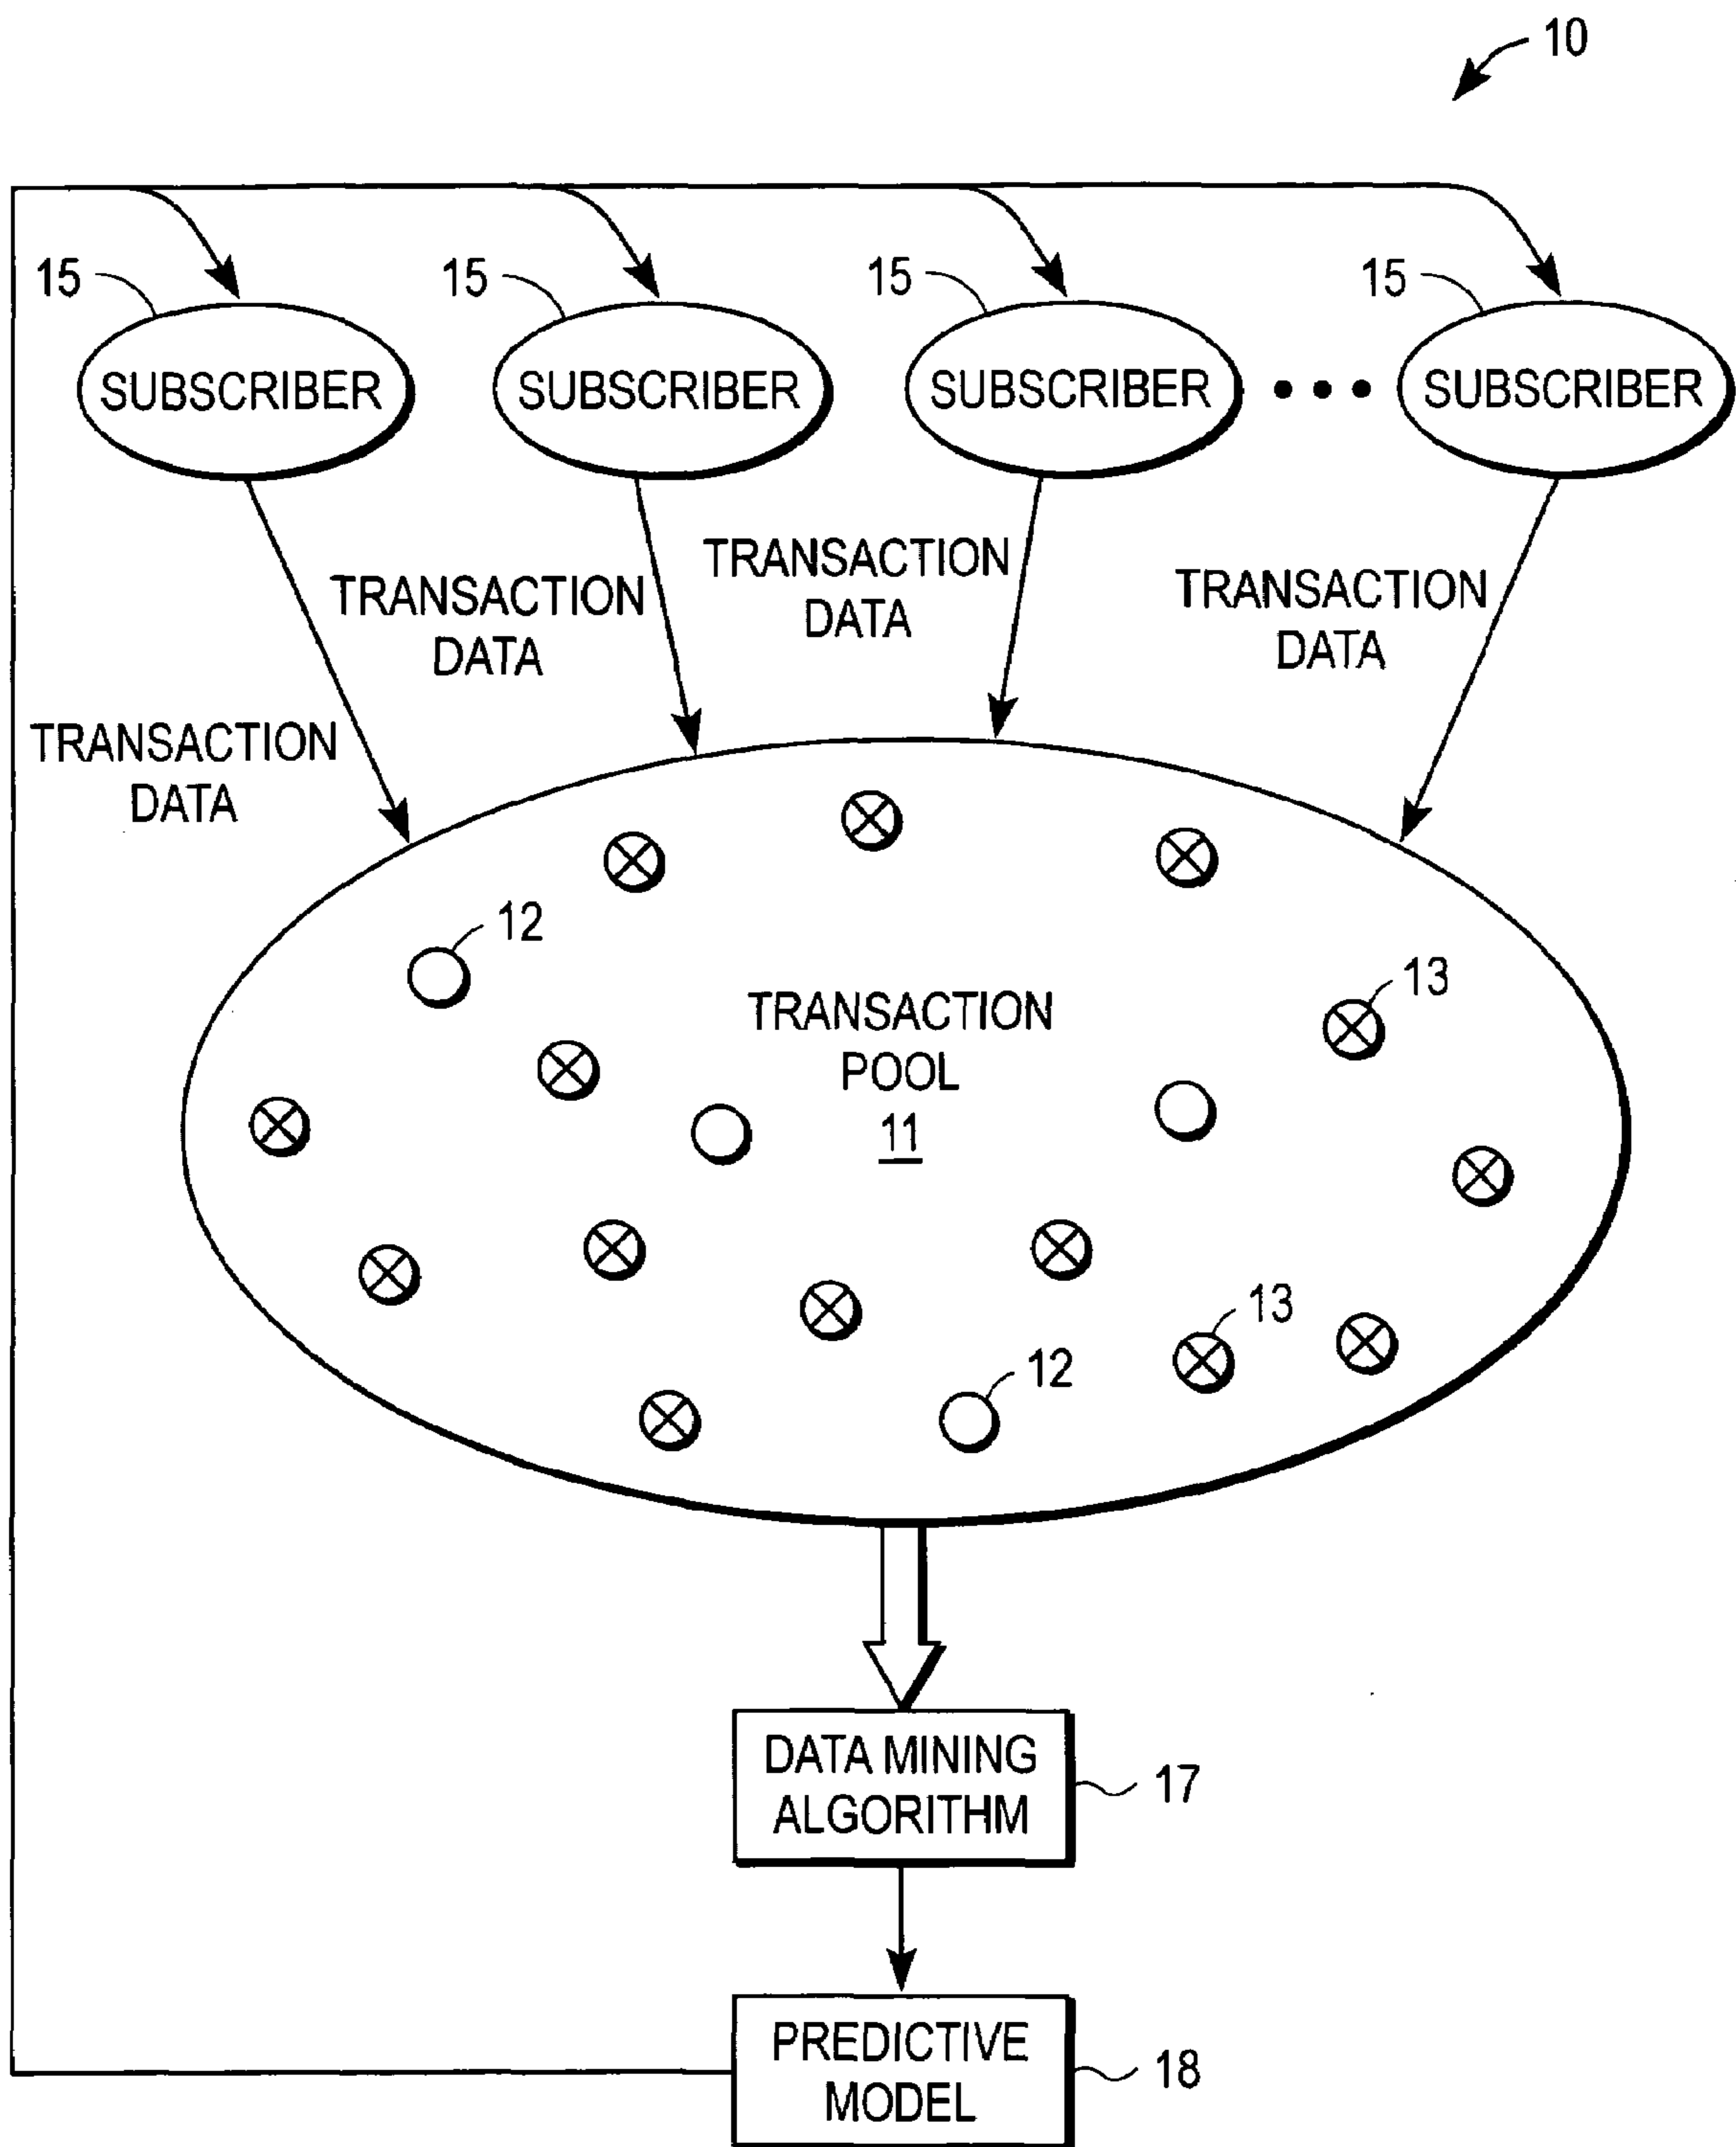 10
15
15
15
15
SUBSCRIBER
SUBSCRIBER
SUBSCRIBER
SUBSCRIBER
TRANSACTION
DATA
TRANSACTION
DATA
TRANSACTION
DATA
TRANSACTION
DATA
12
13
TRANSACTION
POOL
11
13
12
DATA MINING
ALGORITHM
17
PREDICTIVE
MODEL
18